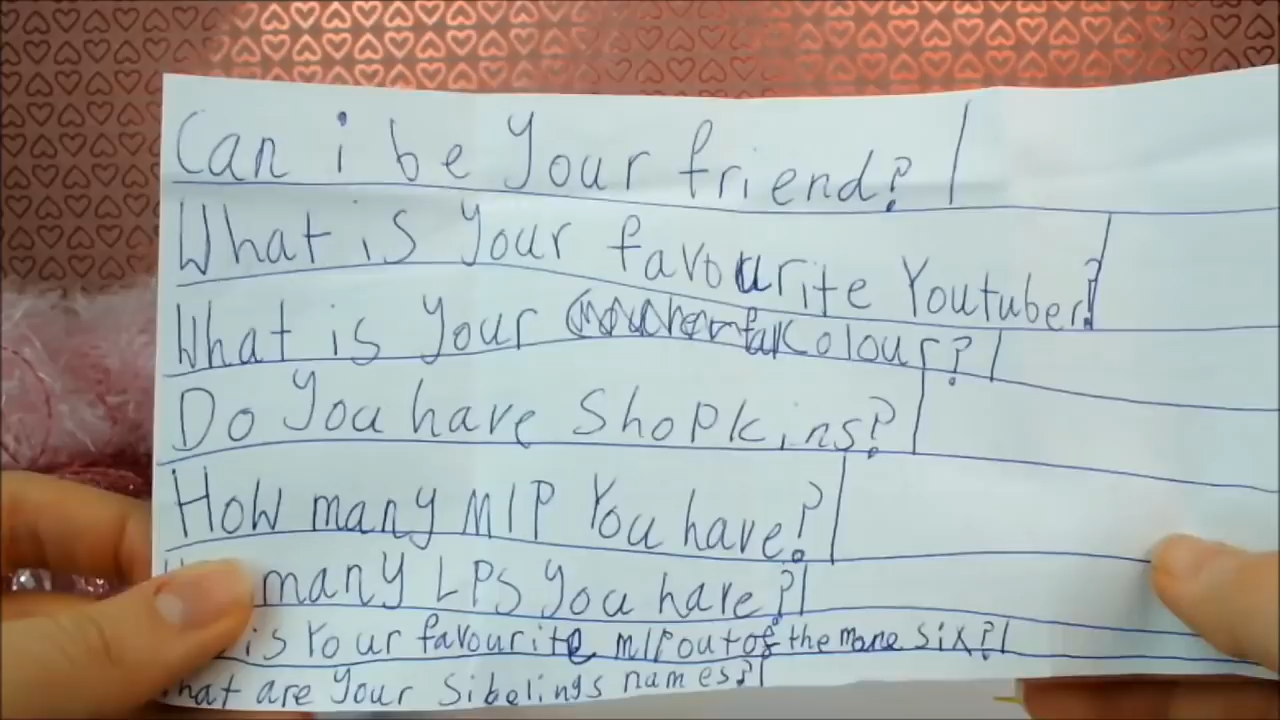 Can i be your friend?
What is your favourite Youtuber?
What is your fav Colour?
Do you have Shopkins?
How many MlP You have?
many LPS you have?
is your favourite mlp out of the mane six?
hat are your Sibelings names?